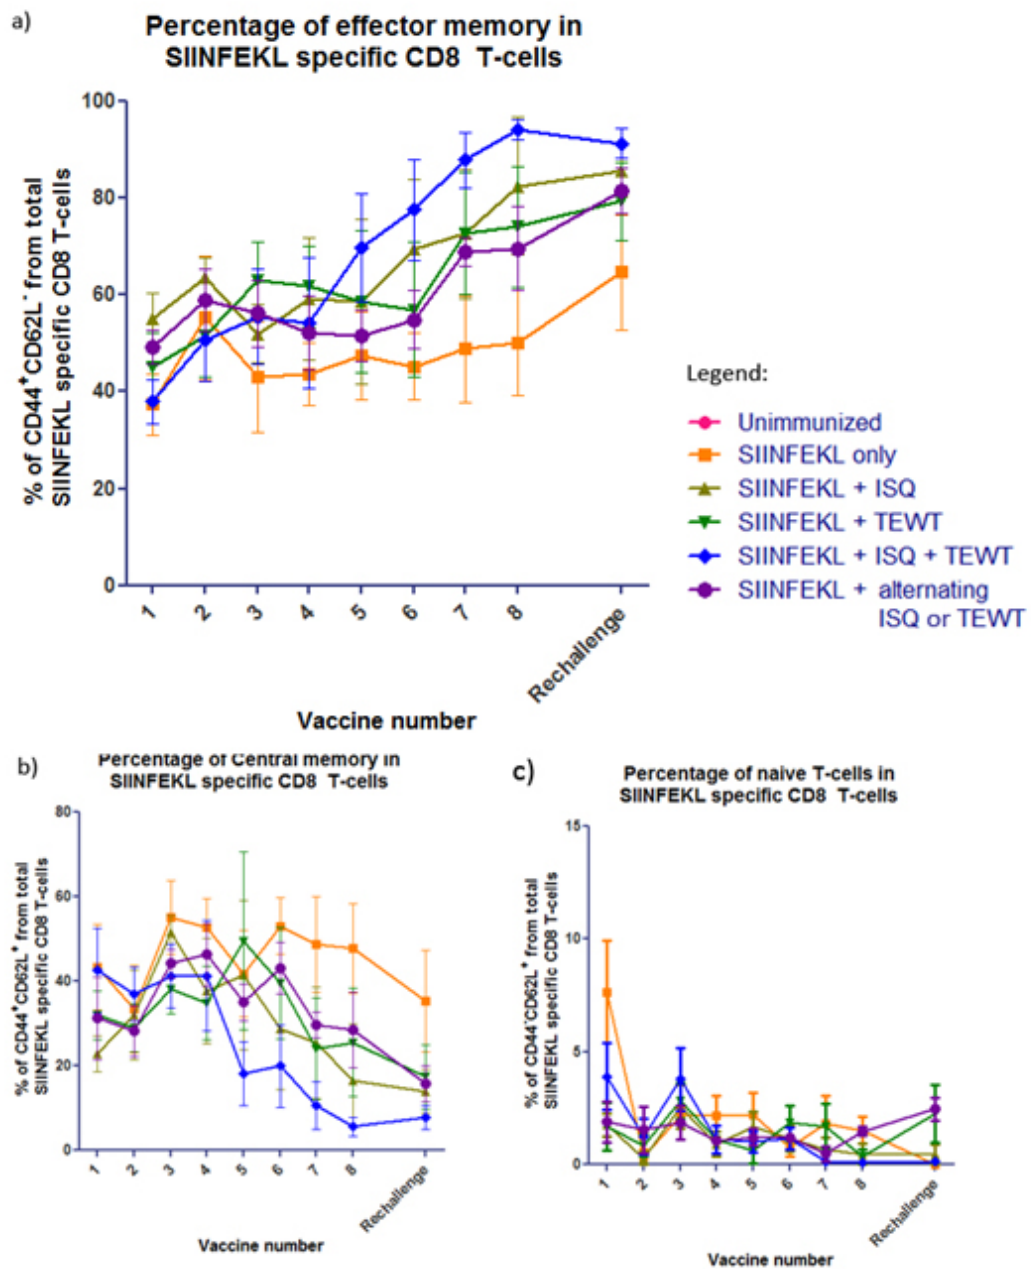 a)
Percentage of effector memory in
SIINFEKL specific CD8 T-cells
% of CD44⁺CD62L⁻ from total
SIINFEKL specific CD8 T-cells
100
80
60
40
20
0
1 2 3 4 5 6 7 8 Rechallenge
Vaccine number
Legend:
Unimmunized
SIINFEKL only
SIINFEKL + ISQ
SIINFEKL + TEWT
SIINFEKL + ISQ + TEWT
SIINFEKL + alternating
ISQ or TEWT
b)
Percentage of Central memory in
SIINFEKL specific CD8 T-cells
% of CD44⁺CD62L⁺ from total
SIINFEKL specific CD8 T-cells
80
60
40
20
0
1 2 3 4 5 6 7 8 Rechallenge
Vaccine number
c)
Percentage of naive T-cells in
SIINFEKL specific CD8 T-cells
% of CD44⁻CD62L⁺ from total
SIINFEKL specific CD8 T-cells
15
10
5
0
1 2 3 4 5 6 7 8 Rechallenge
Vaccine number